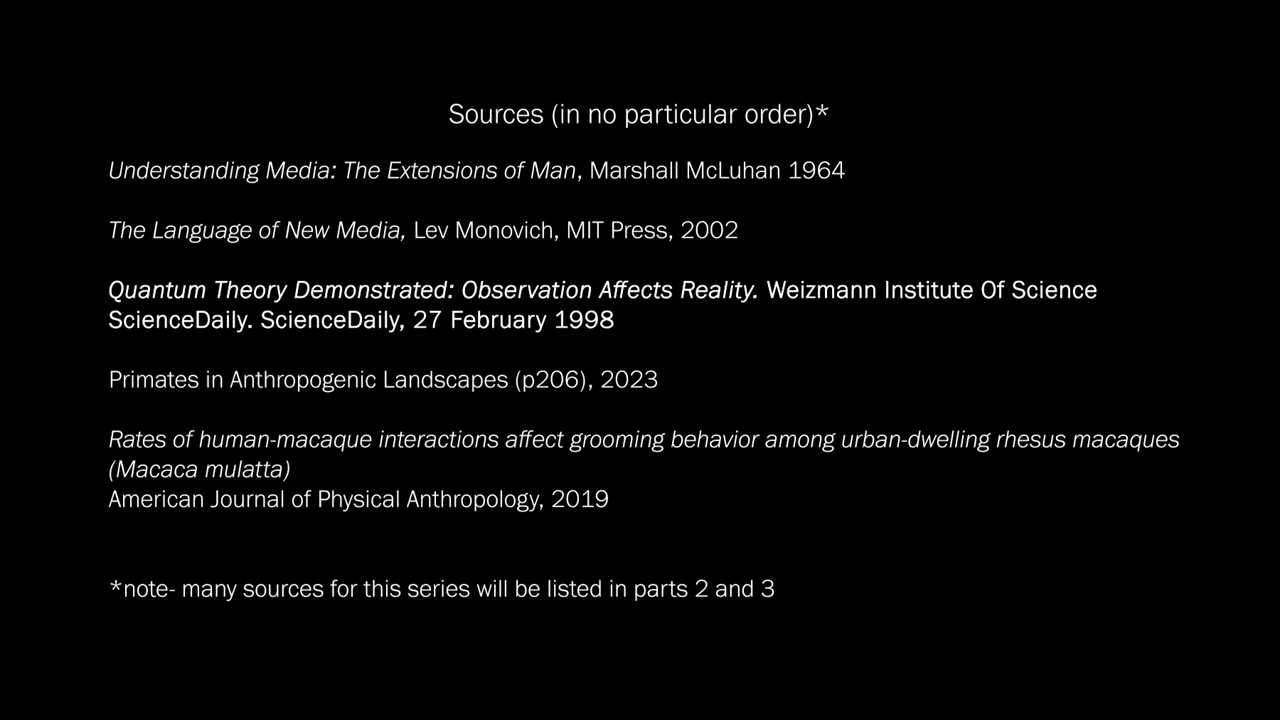 Sources (in no particular order)*
Understanding Media: The Extensions of Man, Marshall McLuhan 1964
The Language of New Media, Lev Monovich, MIT Press, 2002
Quantum Theory Demonstrated: Observation Affects Reality. Weizmann Institute Of Science
ScienceDaily. ScienceDaily, 27 February 1998
Primates in Anthropogenic Landscapes (p206), 2023
Rates of human-macaque interactions affect grooming behavior among urban-dwelling rhesus macaques
(Macaca mulatta)
American Journal of Physical Anthropology, 2019
*note- many sources for this series will be listed in parts 2 and 3